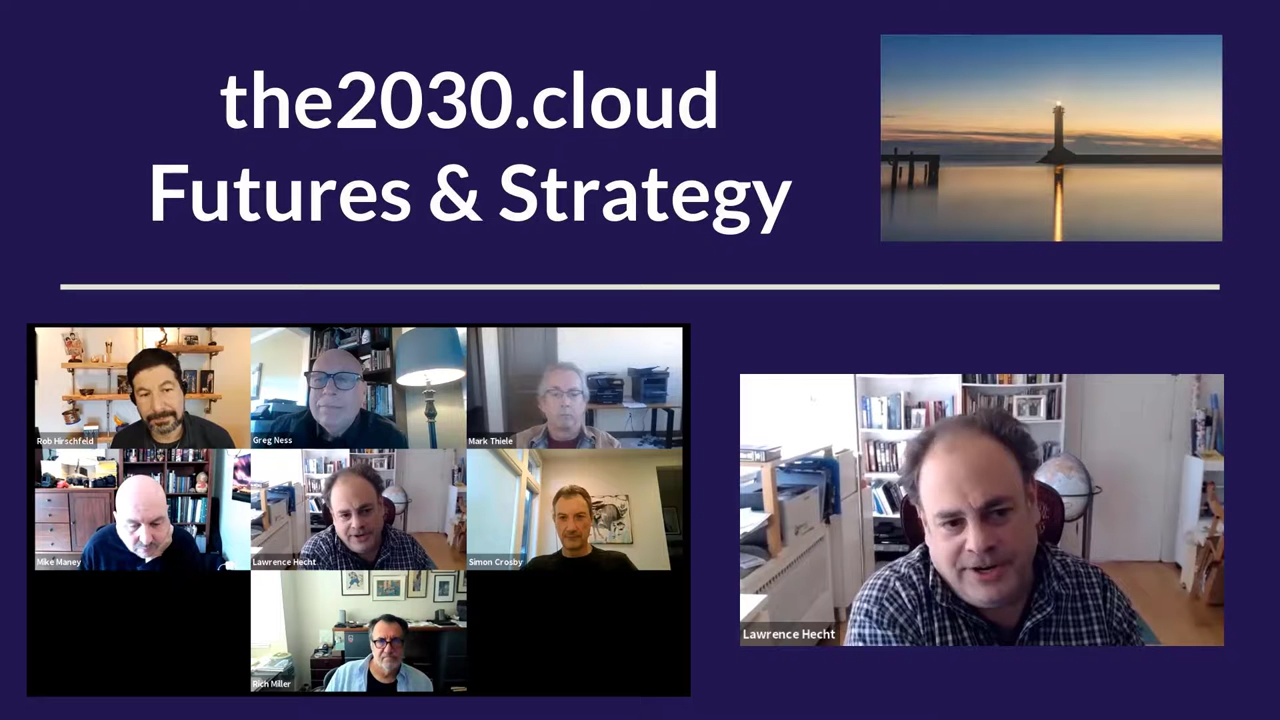 the2030.cloud
Futures & Strategy
Rob Hirschfeld
Greg Ness
Mark Thiele
Mike Maney
Lawrence Hecht
Simon Crosby
Rich Miller
Lawrence Hecht